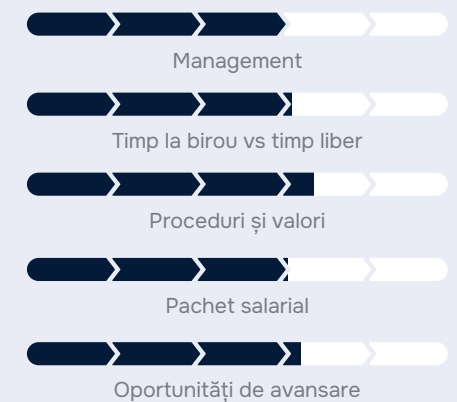 Management
Timp la birou vs timp liber
Proceduri și valori
Pachet salarial
Oportunități de avansare